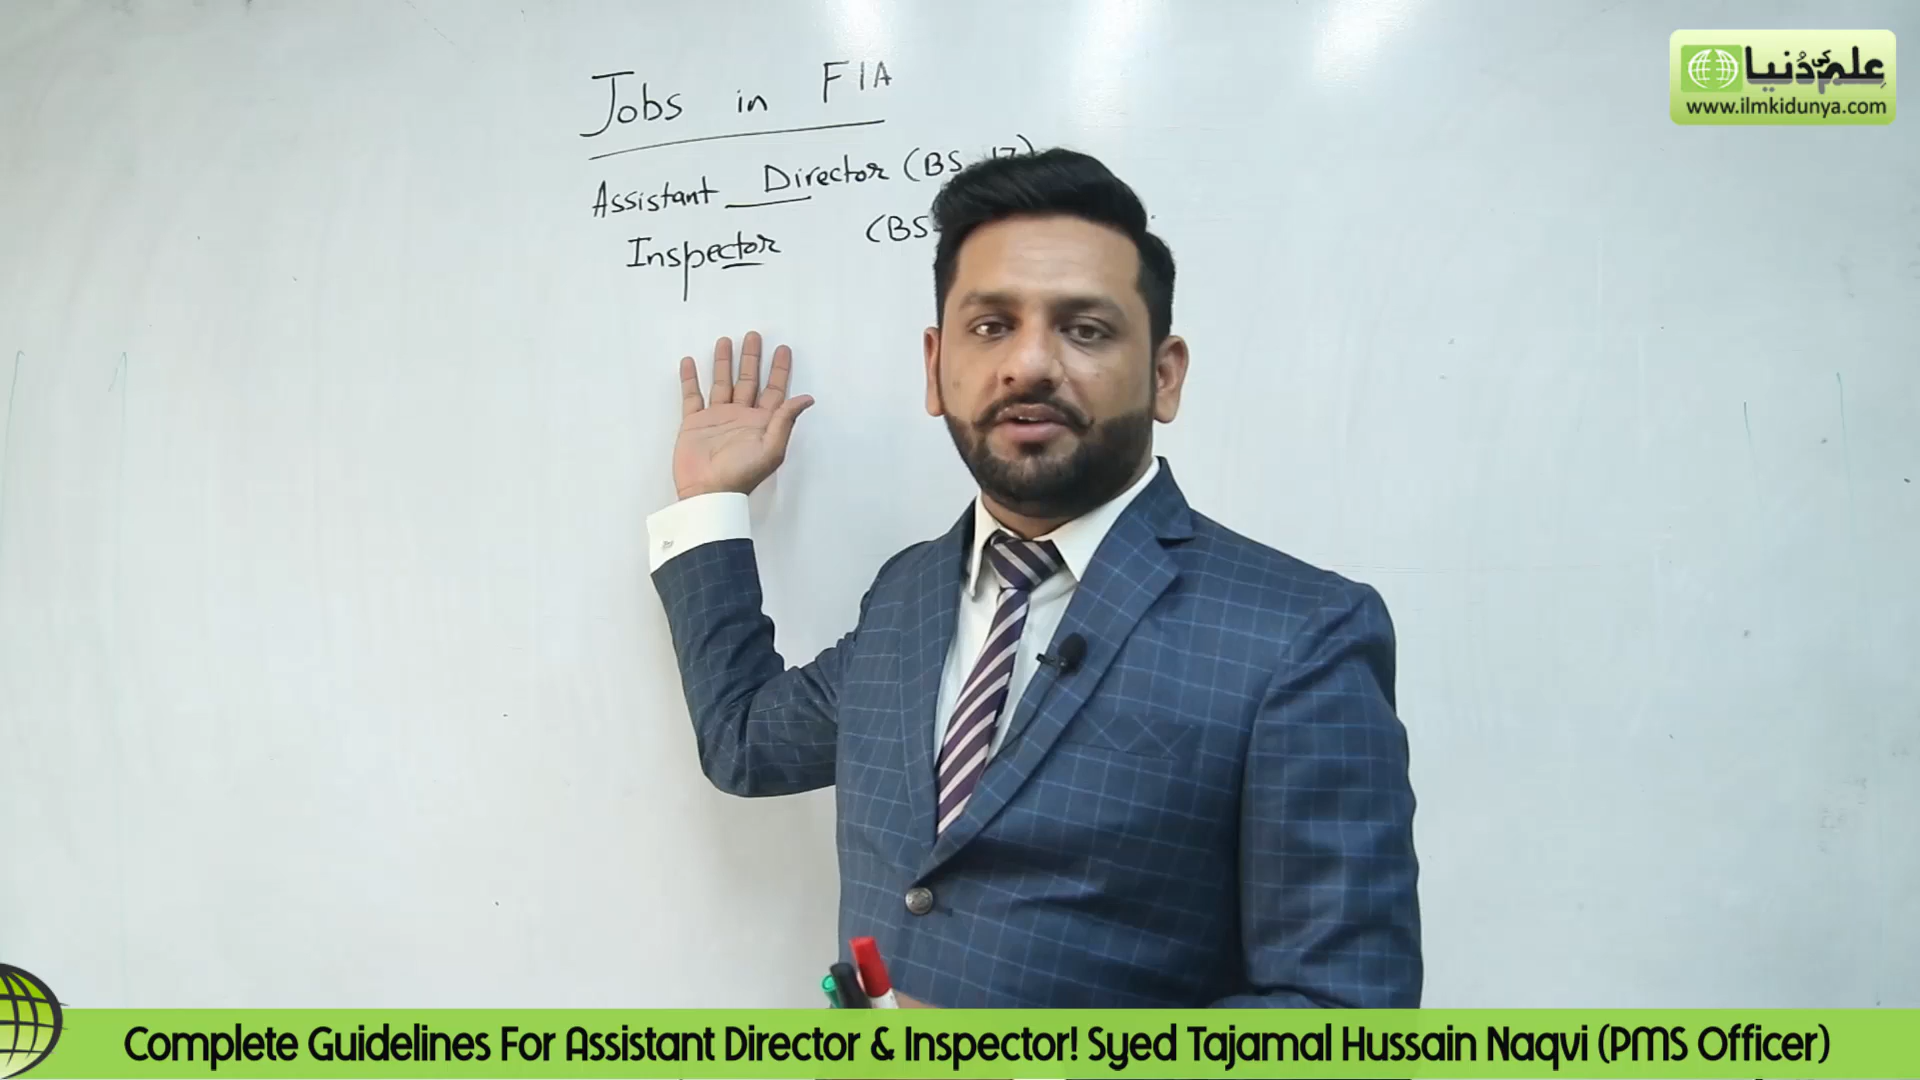 Jobs in FIA
Assistant Director (BS-17)
Inspector (BS
علم کی دنیا
www.ilmkidunya.com
Complete Guidelines For Assistant Director & Inspector! Syed Tajamal Hussain Naqvi (PMS Officer)